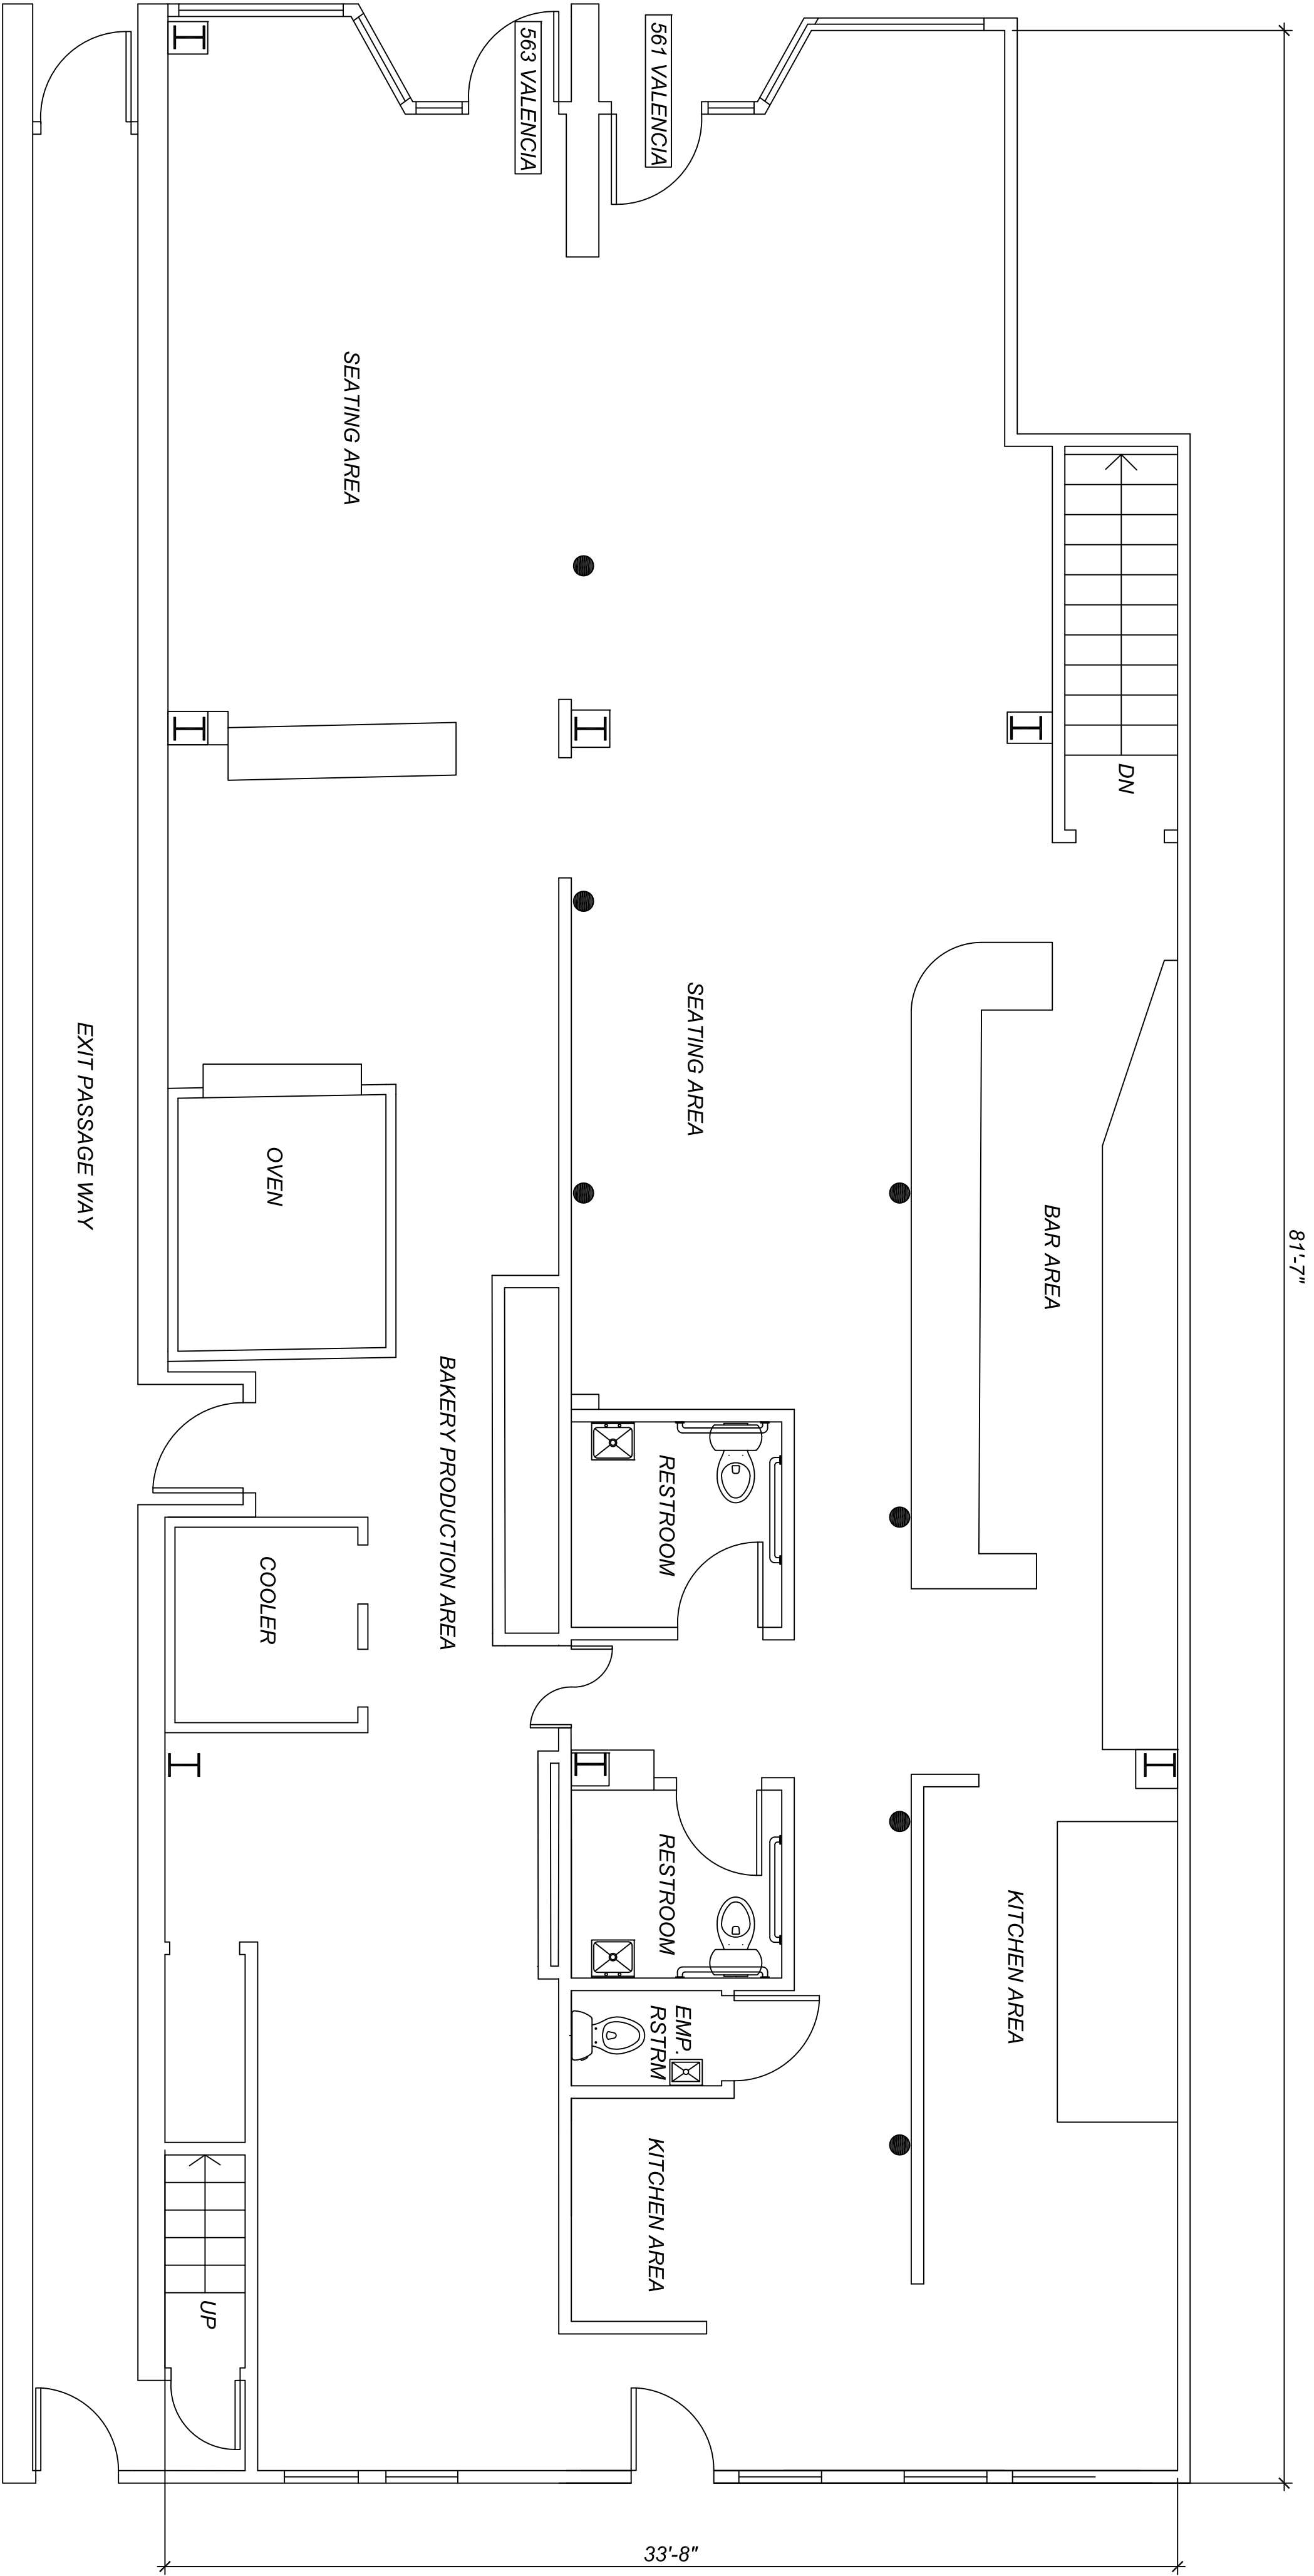 563 VALENCIA
561 VALENCIA
SEATING AREA
DN
SEATING AREA
EXIT PASSAGE WAY
OVEN
BAR AREA
81'-7"
BAKERY PRODUCTION AREA
RESTROOM
COOLER
RESTROOM
KITCHEN AREA
EMP.
RSTRM
KITCHEN AREA
UP
33'-8"